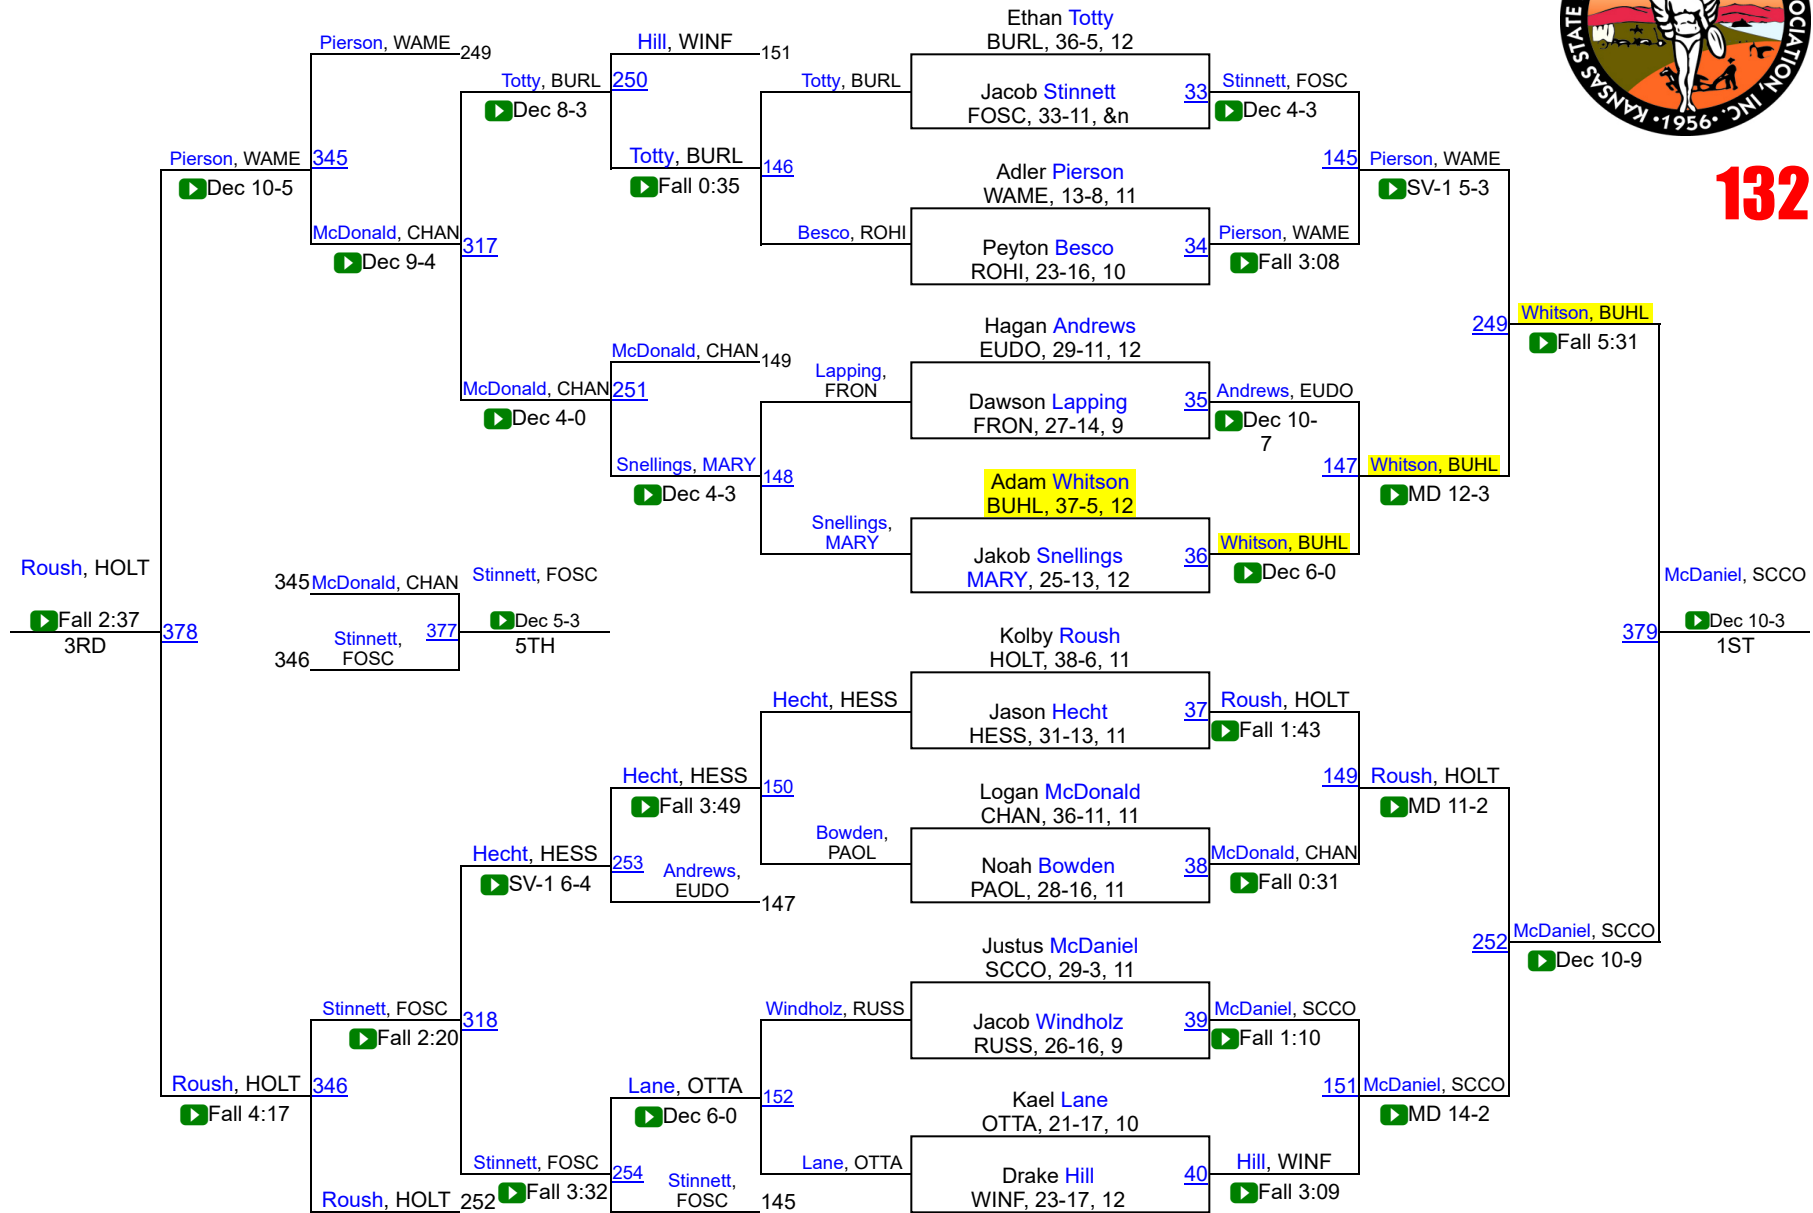 Ethan Totty
BURL, 36-5, 12
Jacob Stinnett
FOSC, 33-11, &n
Adler Pierson
WAME, 13-8, 11
Peyton Besco
ROHI, 23-16, 10
Hagan Andrews
EUDO, 29-11, 12
Dawson Lapping
FRON, 27-14, 9
Adam Whitson
BUHL, 37-5, 12
Jakob Snellings
MARY, 25-13, 12
Kolby Roush
HOLT, 38-6, 11
Jason Hecht
HESS, 31-13, 11
Logan McDonald
CHAN, 36-11, 11
Noah Bowden
PAOL, 28-16, 11
Justus McDaniel
SCCO, 29-3, 11
Jacob Windholz
RUSS, 26-16, 9
Kael Lane
OTTA, 21-17, 10
Drake Hill
WINF, 23-17, 12
33
Stinnett, FOSC
Dec 4-3
34
Pierson, WAME
Fall 3:08
35
Andrews, EUDO
Dec 10-
7
36
Whitson, BUHL
Dec 6-0
37
Roush, HOLT
Fall 1:43
38
McDonald, CHAN
Fall 0:31
39
McDaniel, SCCO
Fall 1:10
40
Hill, WINF
Fall 3:09
145
Pierson, WAME
SV-1 5-3
147
Whitson, BUHL
MD 12-3
149
Roush, HOLT
MD 11-2
151
McDaniel, SCCO
MD 14-2
249
Whitson, BUHL
Fall 5:31
252
McDaniel, SCCO
Dec 10-9
McDaniel, SCCO
379
Dec 10-3
1ST
KANSAS STATE
OCIATION, INC.
•1956•
132
Totty, BURL
146
Besco, ROHI
Lapping,
FRON
148
Snellings,
MARY
Hecht, HESS
150
Bowden,
PAOL
Windholz, RUSS
152
Lane, OTTA
Hill, WINF
151
250
Totty, BURL
Fall 0:35
McDonald, CHAN
149
251
Snellings, MARY
Dec 4-3
Hecht, HESS
Fall 3:49
253
Andrews,
EUDO
147
Lane, OTTA
Dec 6-0
254
Stinnett,
FOSC
145
Totty, BURL
Dec 8-3
317
McDonald, CHAN
Dec 4-0
Hecht, HESS
SV-1 6-4
318
Stinnett, FOSC
Fall 3:32
Pierson, WAME
249
345
McDonald, CHAN
Dec 9-4
Stinnett, FOSC
Fall 2:20
346
Roush, HOLT
252
Pierson, WAME
Dec 10-5
Roush, HOLT
Fall 4:17
Roush, HOLT
Fall 2:37
378
3RD
345
McDonald, CHAN
346
Stinnett,
FOSC
377
Stinnett, FOSC
Dec 5-3
5TH